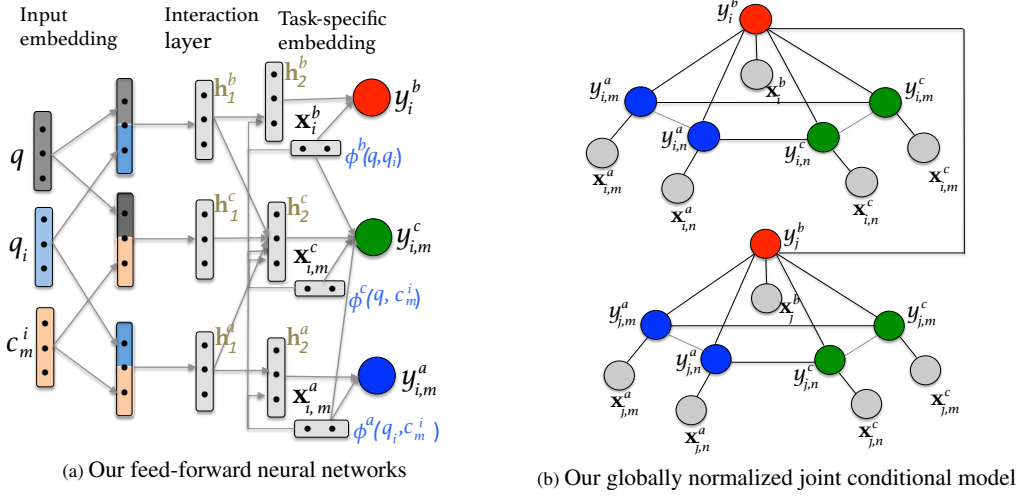 Input embedding
Interaction layer
Task-specific embedding
q
q_i
c_m^i
h_1^b
h_2^b
x_i^b
y_i^b
ϕ^b(q,q_i)
h_1^c
h_2^c
x_{i,m}^c
y_{i,m}^c
ϕ^c(q, c_m^i)
h_1^a
h_2^a
x_{i,m}^a
y_{i,m}^a
ϕ^a(q_i,c_m^i)
(a) Our feed-forward neural networks
y_i^b
x_i^b
y_{i,m}^a
y_{i,m}^c
y_{i,n}^a
y_{i,n}^c
x_{i,m}^a
x_{i,n}^a
x_{i,n}^c
x_{i,m}^c
y_j^b
x_j^b
y_{j,m}^a
y_{j,m}^c
y_{j,n}^a
y_{j,n}^c
x_{j,m}^a
x_{j,n}^a
x_{j,n}^c
x_{j,m}^c
(b) Our globally normalized joint conditional model